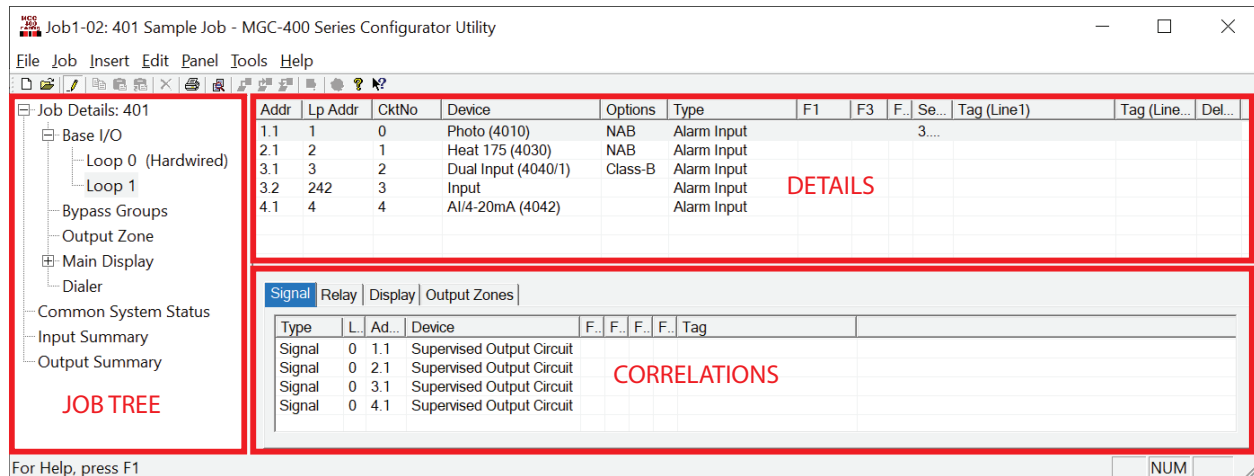 Job1-02: 401 Sample Job - MGC-400 Series Configurator Utility
File Job Insert Edit Panel Tools Help
Job Details: 401
Base I/O
Loop 0 (Hardwired)
Loop 1
Bypass Groups
Output Zone
Main Display
Dialer
Common System Status
Input Summary
Output Summary
JOB TREE
Addr Lp Addr CktNo Device Options Type F1 F3 F.. Se... Tag (Line1) Tag (Line... Del...
1.1 1 0 Photo (4010) NAB Alarm Input 3....
2.1 2 1 Heat 175 (4030) NAB Alarm Input
3.1 3 2 Dual Input (4040/1) Class-B Alarm Input
3.2 242 3 Input Alarm Input
4.1 4 4 AI/4-20mA (4042) Alarm Input
DETAILS
Signal Relay Display Output Zones
Type L.. Ad... Device F.. F.. F.. F.. Tag
Signal 0 1.1 Supervised Output Circuit
Signal 0 2.1 Supervised Output Circuit
Signal 0 3.1 Supervised Output Circuit
Signal 0 4.1 Supervised Output Circuit
CORRELATIONS
For Help, press F1
NUM